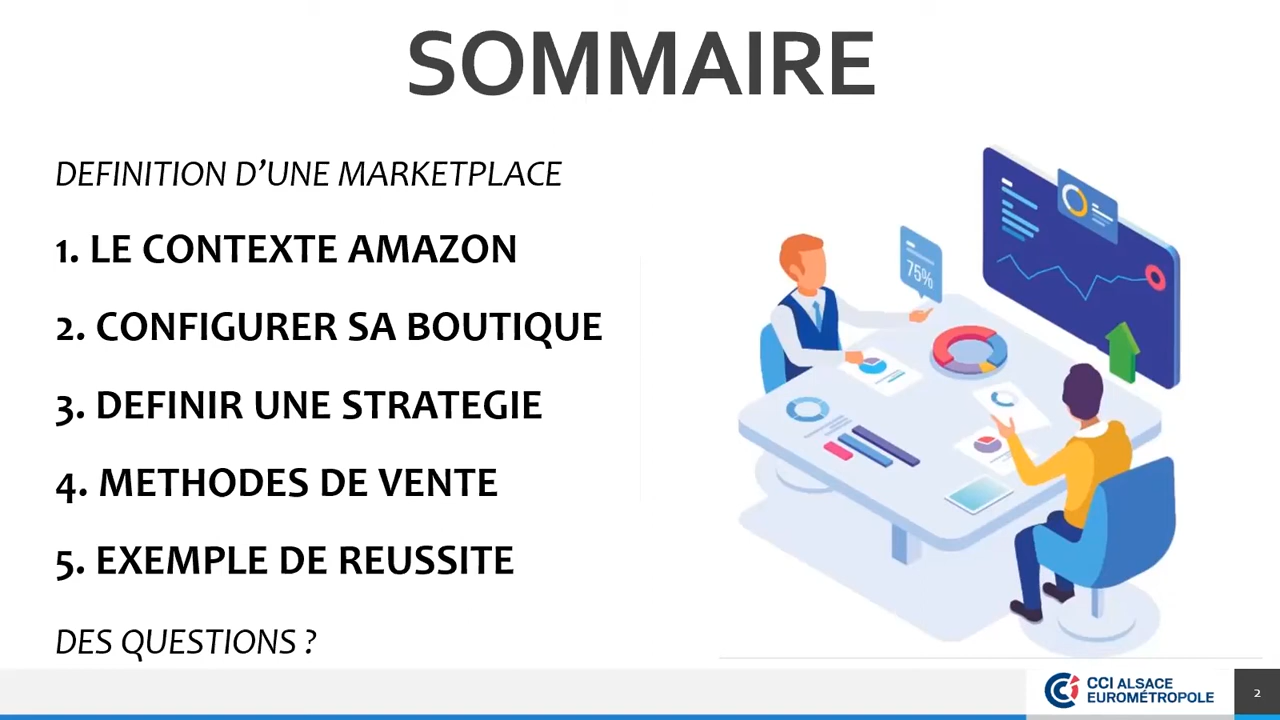 SOMMAIRE
DEFINITION D’UNE MARKETPLACE
1. LE CONTEXTE AMAZON
2. CONFIGURER SA BOUTIQUE
3. DEFINIR UNE STRATEGIE
4. METHODES DE VENTE
5. EXEMPLE DE REUSSITE
DES QUESTIONS ?
75%
CCI ALSACE
EUROMÉTROPOLE
2